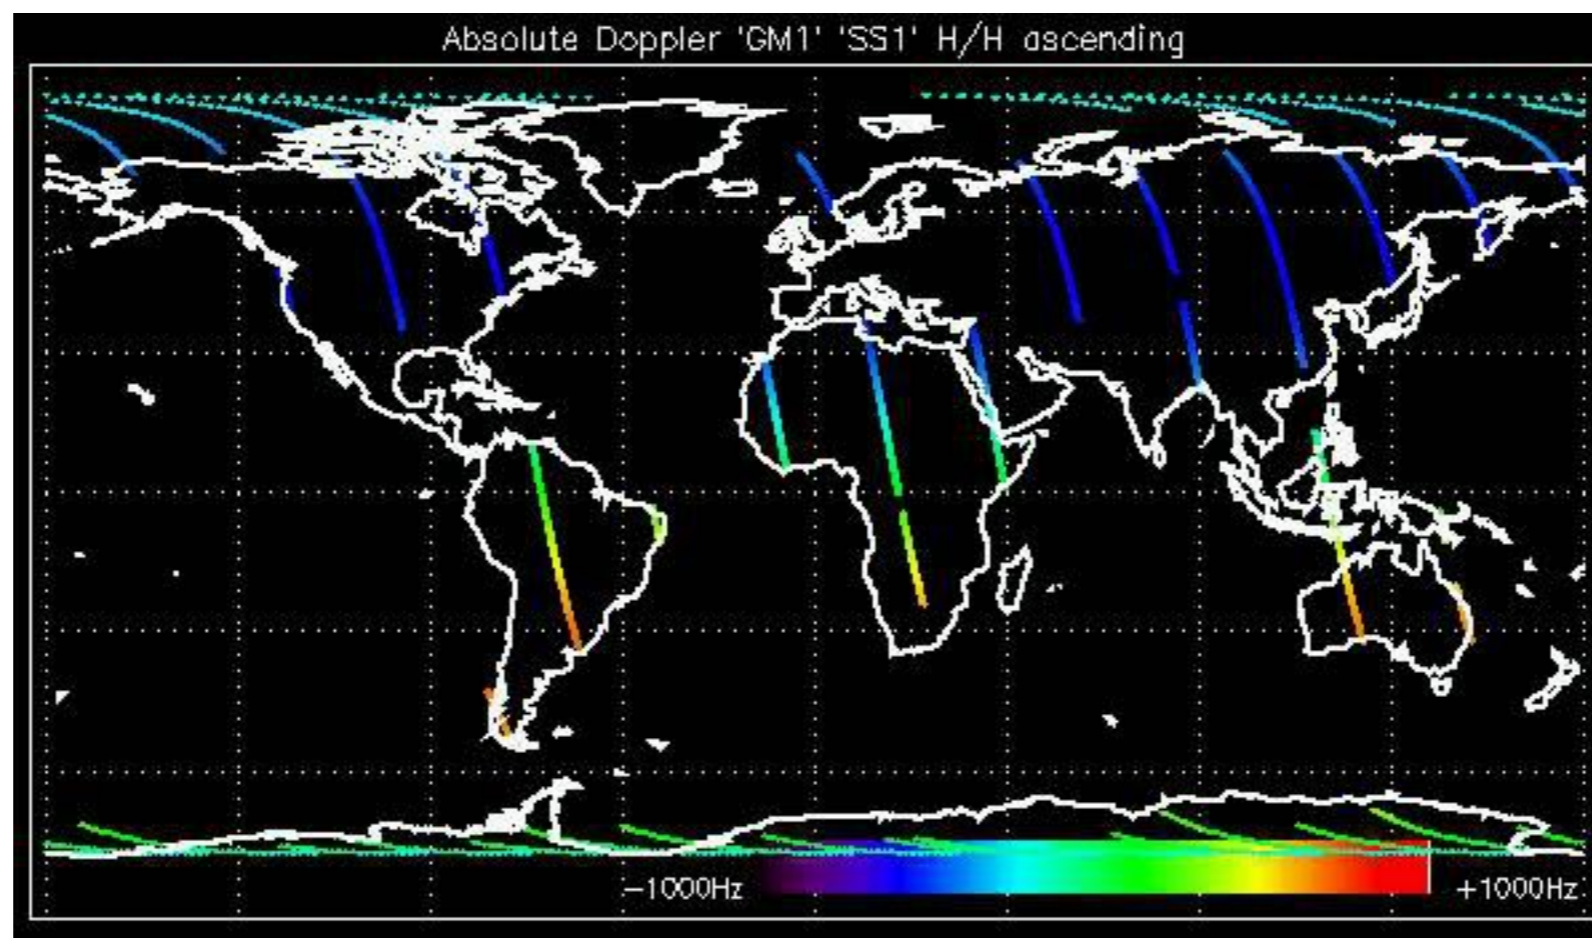 Absolute Doppler 'GM1' 'SS1' H/H ascending
-1000Hz
+1000Hz